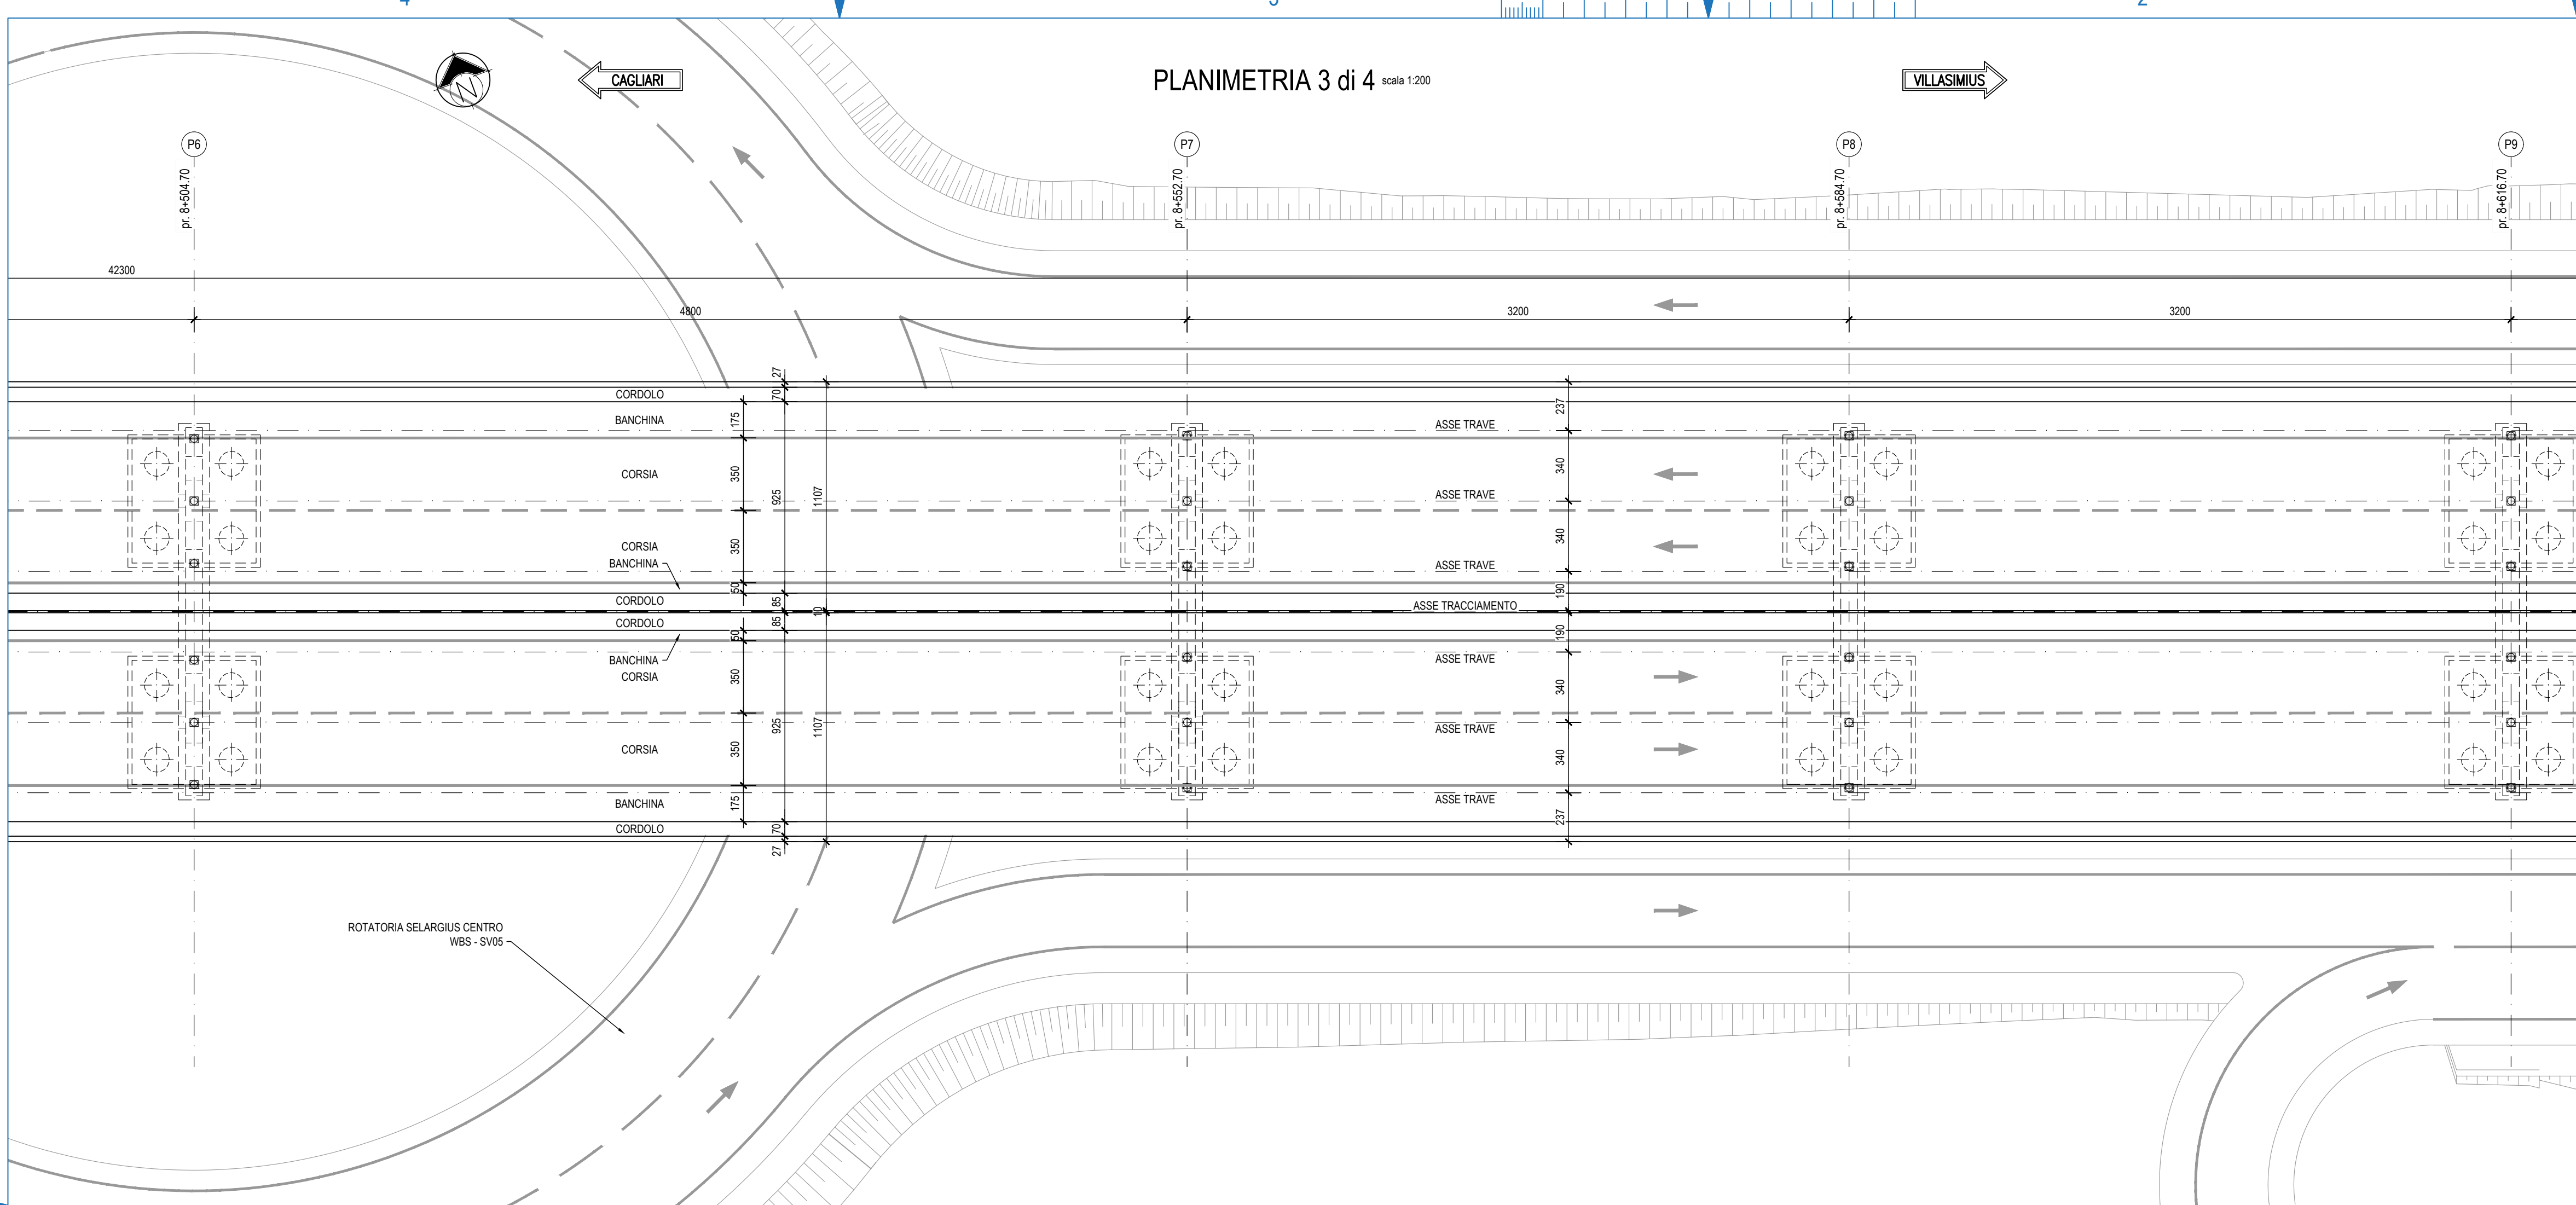 CAGLIARI
PLANIMETRIA 3 di 4 scala 1:200
VILLASIMIUS
N
P6
P7
P8
P9
pr. 8+504.70
pr. 8+552.70
pr. 8+584.70
pr. 8+616.70
42300
4800
3200
3200
27
70
CORDOLO
BANCHINA
175
CORSIA
350
925
1107
CORSIA
350
BANCHINA
50
CORDOLO
85
10
CORDOLO
85
50
BANCHINA
CORSIA
350
925
1107
CORSIA
350
BANCHINA
175
CORDOLO
70
27
237
ASSE TRAVE
340
ASSE TRAVE
340
ASSE TRAVE
190
ASSE TRACCIAMENTO
190
ASSE TRAVE
340
ASSE TRAVE
340
ASSE TRAVE
237
ROTATORIA SELARGIUS CENTRO
WBS - SV05